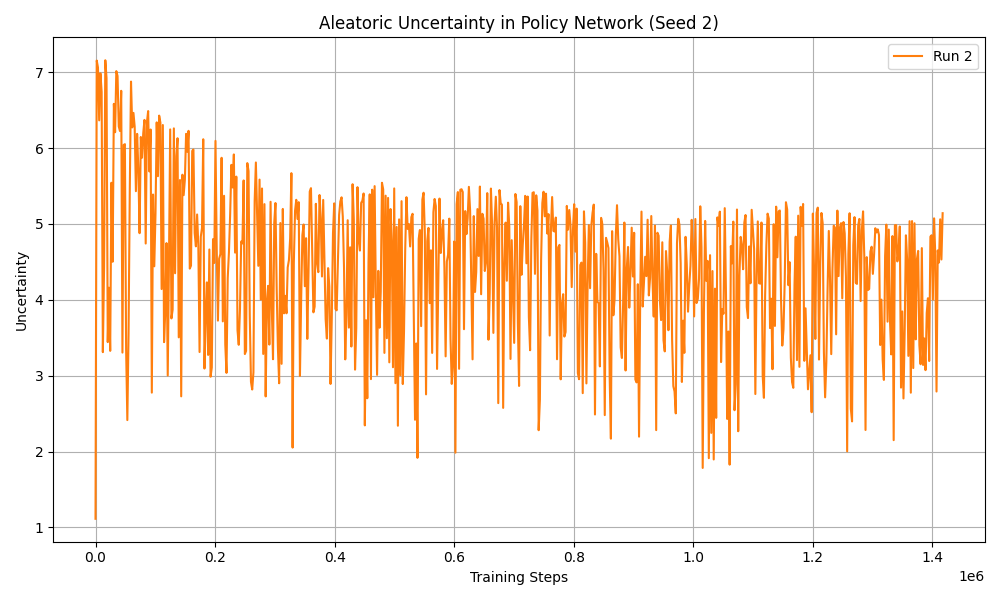 Aleatoric Uncertainty in Policy Network (Seed 2)
Run 2
Uncertainty
7
6
5
4
3
2
1
0.0 0.2 0.4 0.6 0.8 1.0 1.2 1.4
1e6
Training Steps